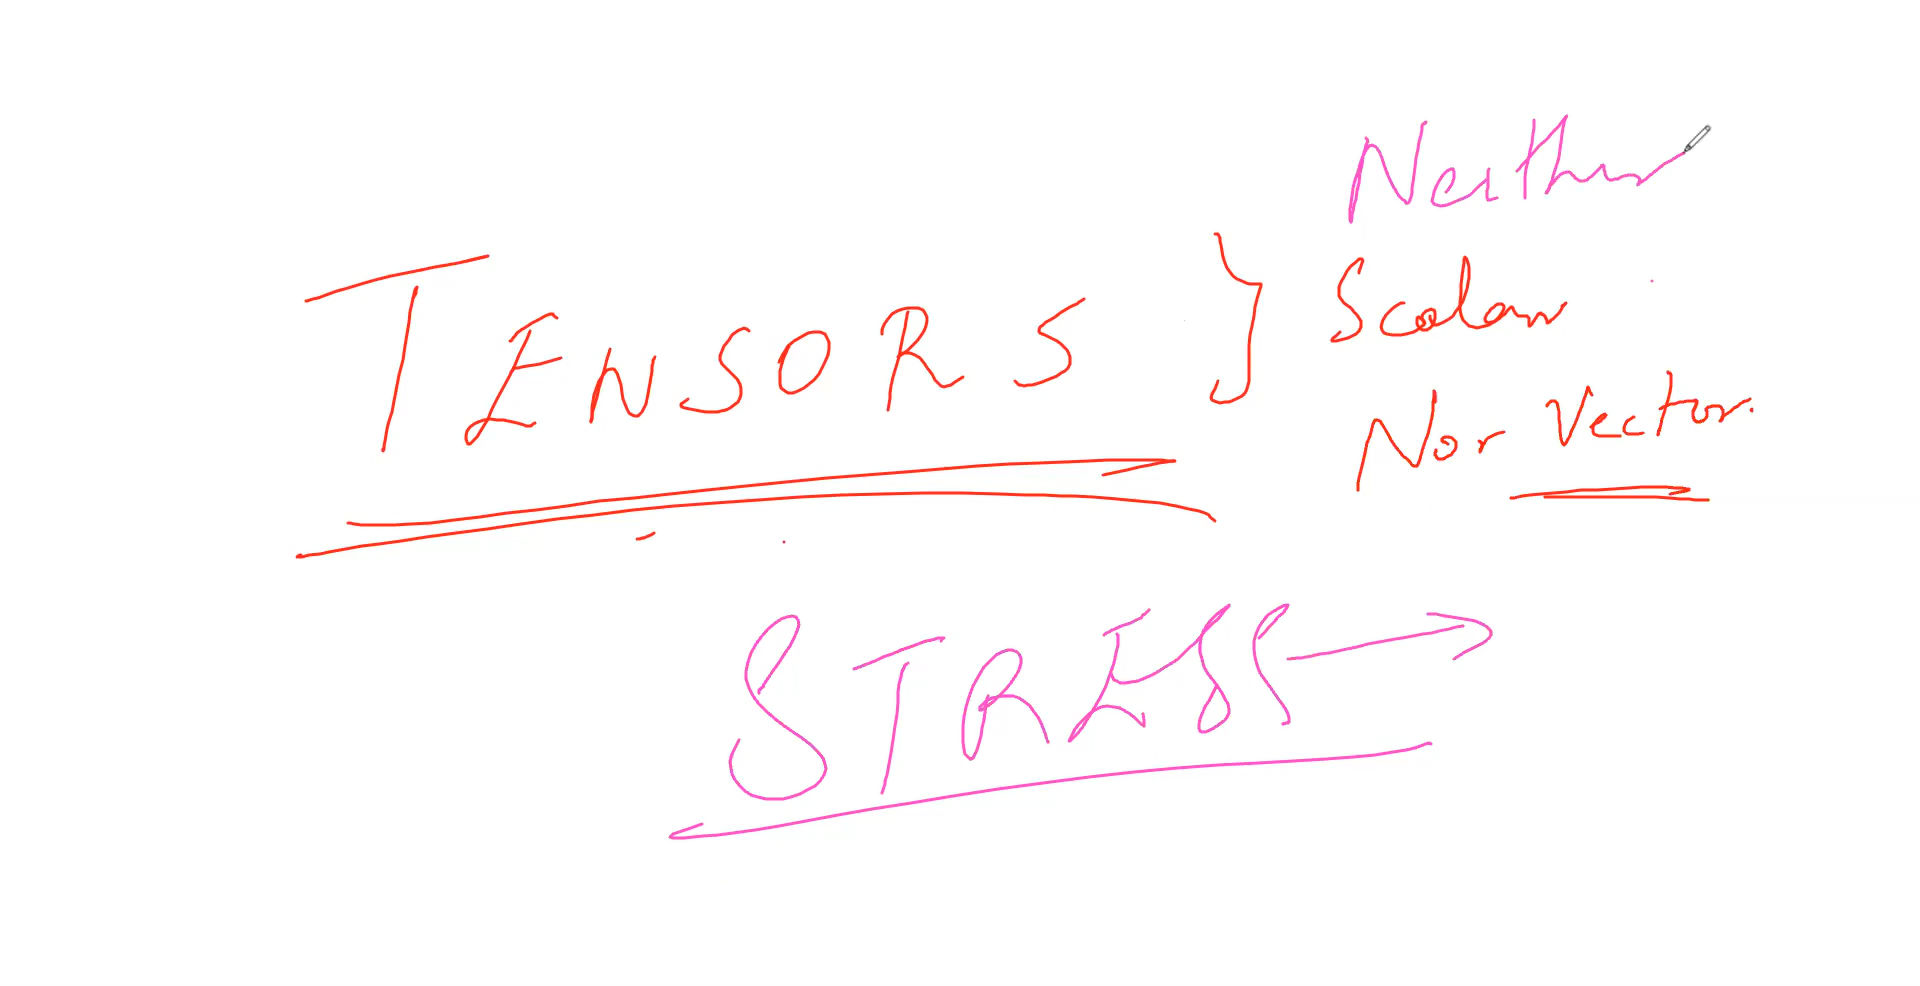 Neither
TENSORS } Scalar
Nor Vector.
STRESS →